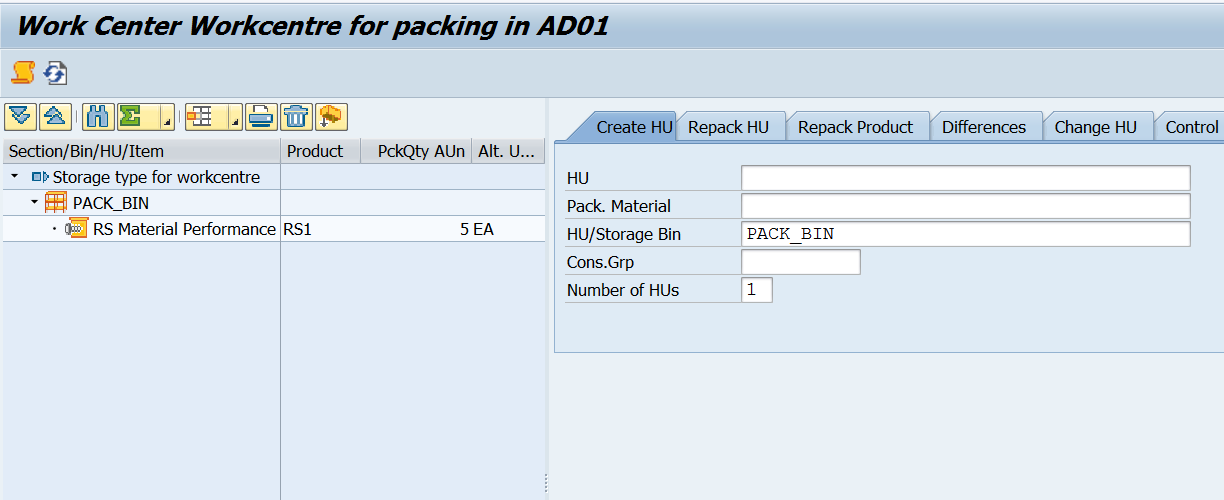 Work Center Workcentre for packing in AD01
Section/Bin/HU/Item Product PckQty AUn Alt. U...
Storage type for workcentre
PACK_BIN
RS Material Performance RS1 5 EA
Create HU Repack HU Repack Product Differences Change HU Control
HU
Pack. Material
HU/Storage Bin PACK_BIN
Cons.Grp
Number of HUs 1